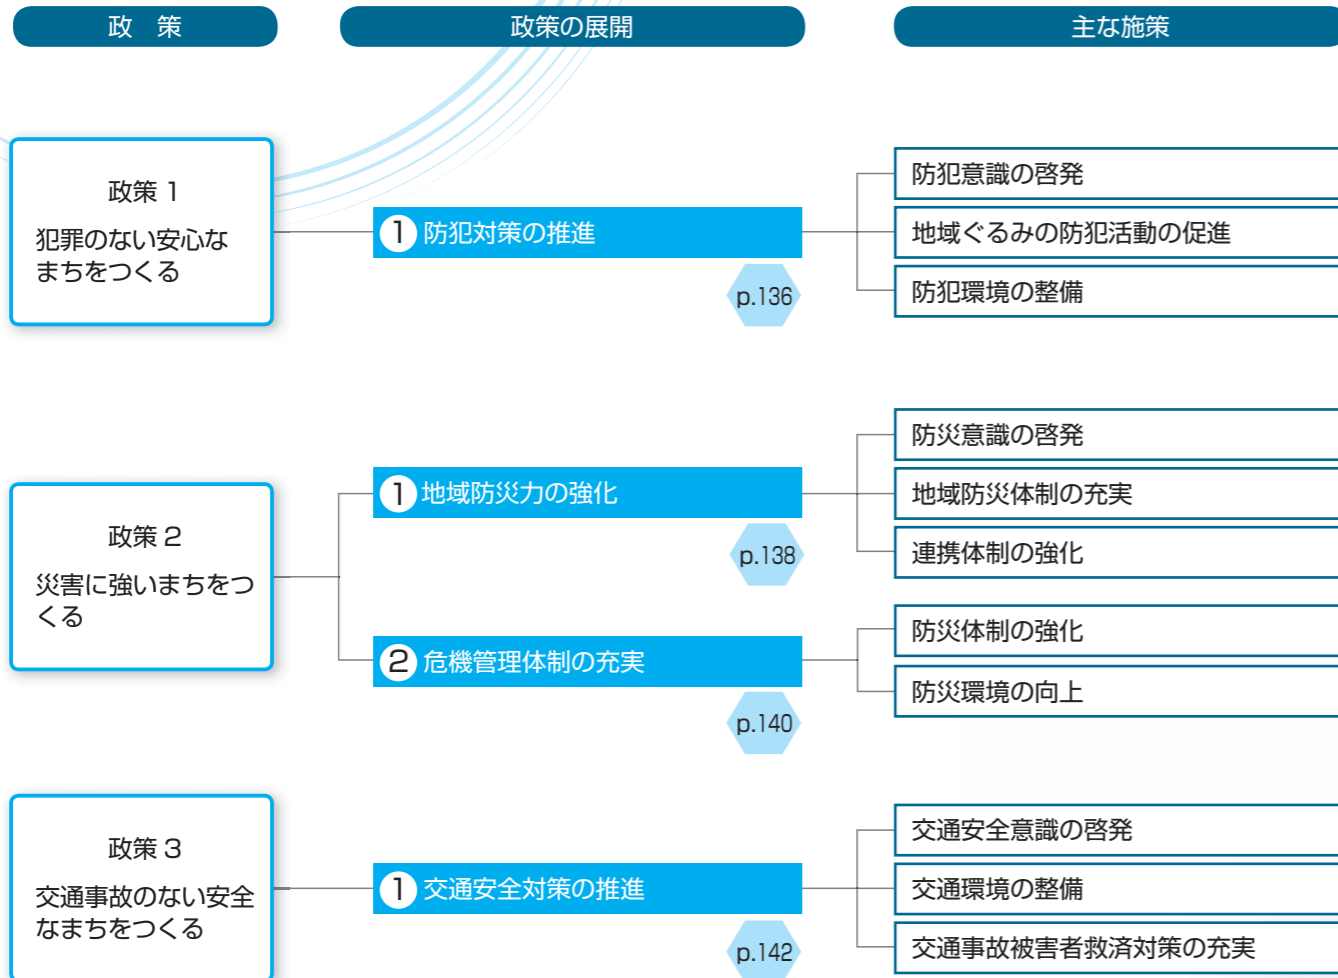 政　策
政策の展開
主な施策
政策 1
犯罪のない安心な
まちをつくる
① 防犯対策の推進
p.136
防犯意識の啓発
地域ぐるみの防犯活動の促進
防犯環境の整備
政策 2
災害に強いまちをつ
くる
① 地域防災力の強化
p.138
防災意識の啓発
地域防災体制の充実
連携体制の強化
② 危機管理体制の充実
p.140
防災体制の強化
防災環境の向上
政策 3
交通事故のない安全
なまちをつくる
① 交通安全対策の推進
p.142
交通安全意識の啓発
交通環境の整備
交通事故被害者救済対策の充実